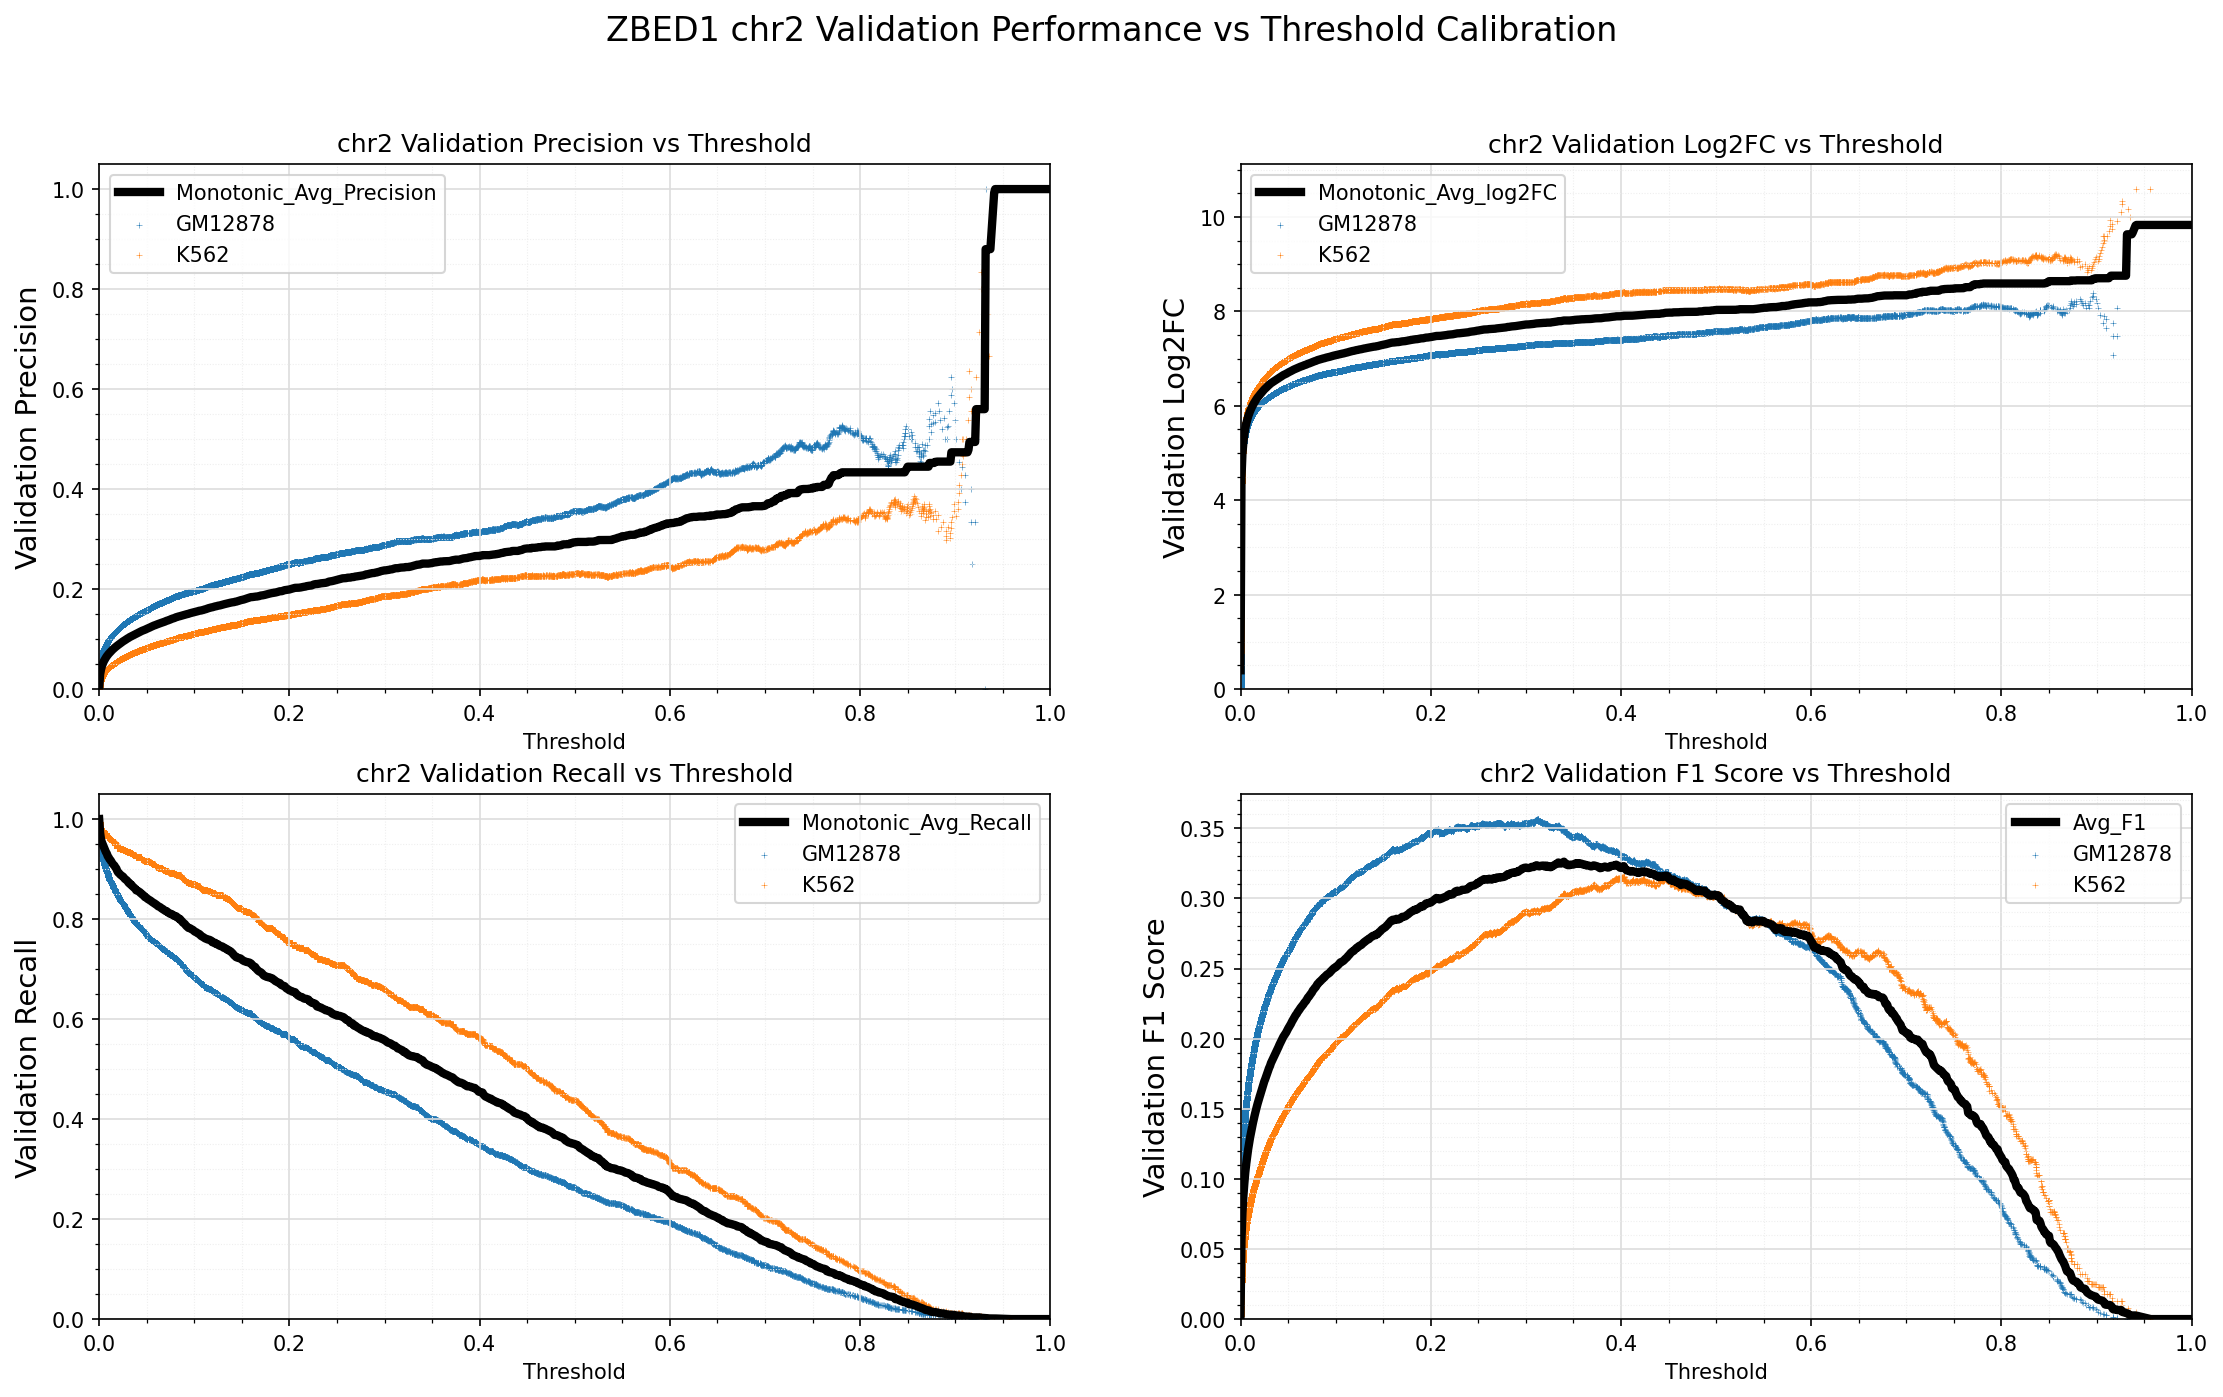 ZBED1 chr2 Validation Performance vs Threshold Calibration
chr2 Validation Precision vs Threshold
Validation Precision
1.0
0.8
0.6
0.4
0.2
0.0
Monotonic_Avg_Precision
GM12878
K562
0.0 0.2 0.4 0.6 0.8 1.0
Threshold
chr2 Validation Log2FC vs Threshold
Validation Log2FC
10
8
6
4
2
0
Monotonic_Avg_log2FC
GM12878
K562
0.0 0.2 0.4 0.6 0.8 1.0
Threshold
chr2 Validation Recall vs Threshold
Validation Recall
1.0
0.8
0.6
0.4
0.2
0.0
Monotonic_Avg_Recall
GM12878
K562
0.0 0.2 0.4 0.6 0.8 1.0
Threshold
chr2 Validation F1 Score vs Threshold
Validation F1 Score
0.35
0.30
0.25
0.20
0.15
0.10
0.05
0.00
Avg_F1
GM12878
K562
0.0 0.2 0.4 0.6 0.8 1.0
Threshold